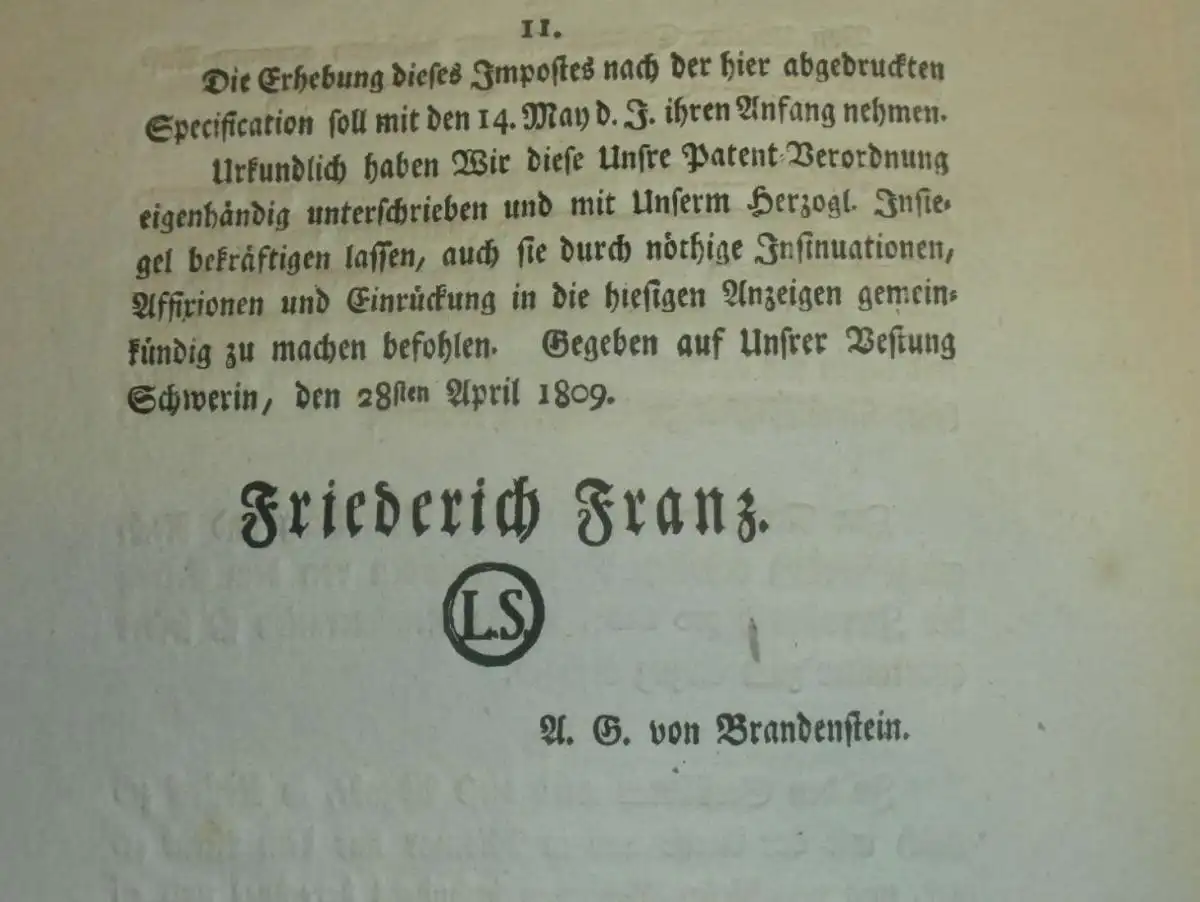 11.
Die Erhebung dieses Impostes nach der hier abgedruckten
Specification soll mit den 14. May d. J. ihren Anfang nehmen.
Urkundlich haben Wir diese Unsre Patent-Verordnung
eigenhändig unterschrieben und mit Unserm Herzogl. Insie-
gel bekräftigen lassen, auch sie durch nöthige Insinuationen,
Affixionen und Einrückung in die hiesigen Anzeigen gemein-
kündig zu machen befohlen. Gegeben auf Unsrer Vestung
Schwerin, den 28sten April 1809.
Friederich Franz.
L.S.
A. G. von Brandenstein.